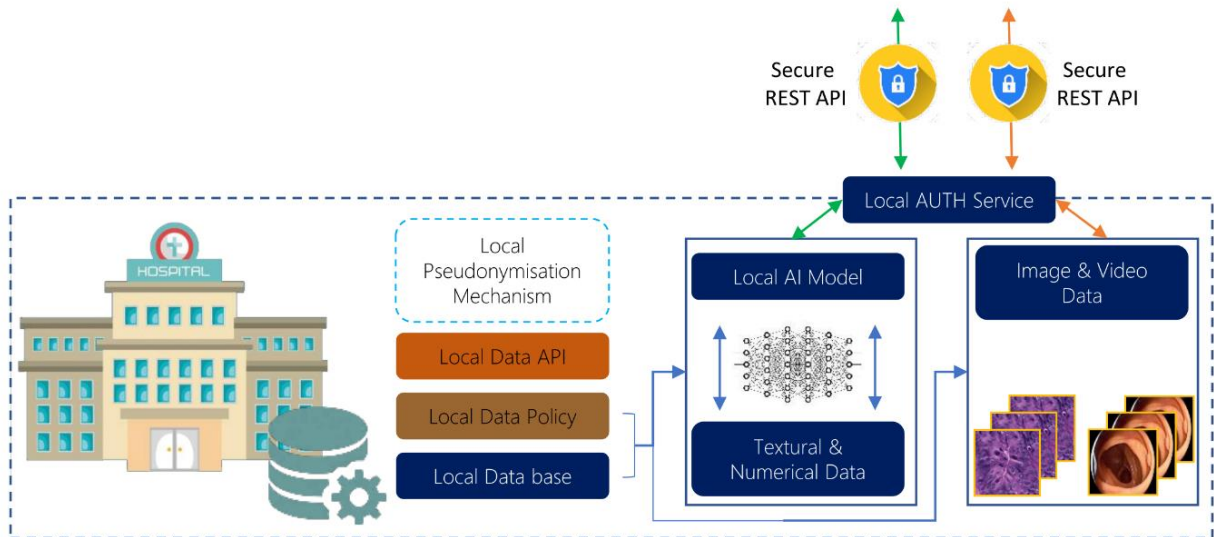 Secure
REST API
Secure
REST API
Local AUTH Service
HOSPITAL
Local
Pseudonymisation
Mechanism
Local Data API
Local Data Policy
Local Data base
Local AI Model
Textural &
Numerical Data
Image & Video
Data